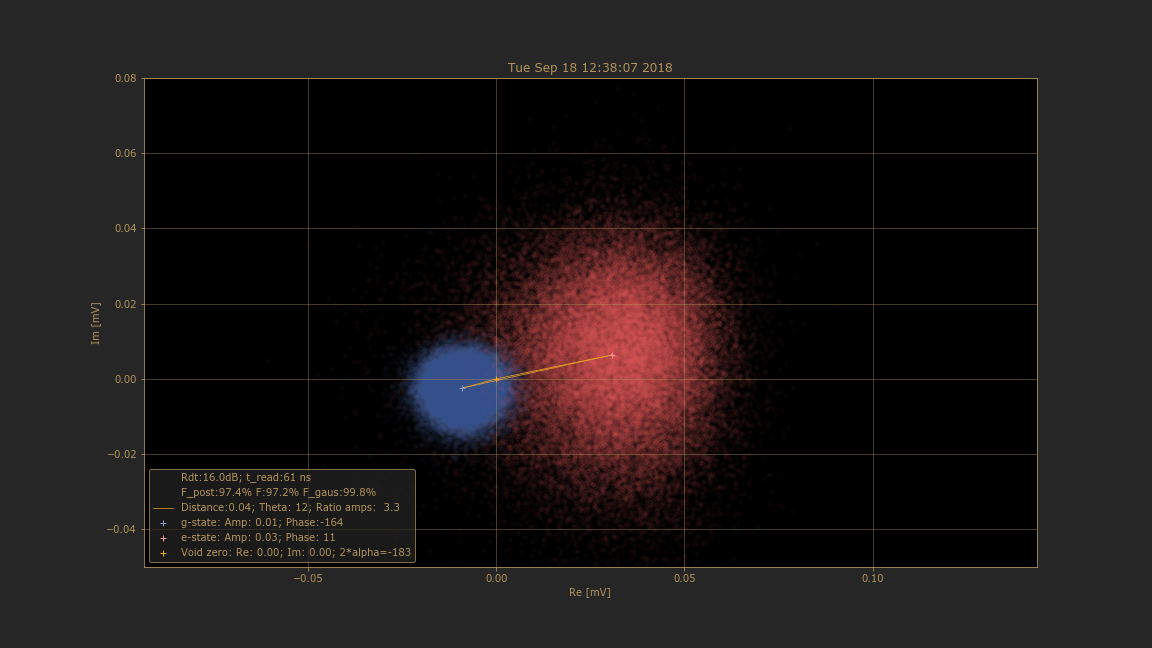 Tue Sep 18 12:38:07 2018
0.08
0.06
0.04
0.02
0.00
−0.02
−0.04
Im [mV]
Rdt:16.0dB; t_read:61 ns
F_post:97.4% F:97.2% F_gaus:99.8%
Distance:0.04; Theta: 12; Ratio amps:  3.3
g-state: Amp: 0.01; Phase:-164
e-state: Amp: 0.03; Phase: 11
Void zero: Re: 0.00; Im: 0.00; 2*alpha=-183
−0.05
0.00
0.05
0.10
Re [mV]